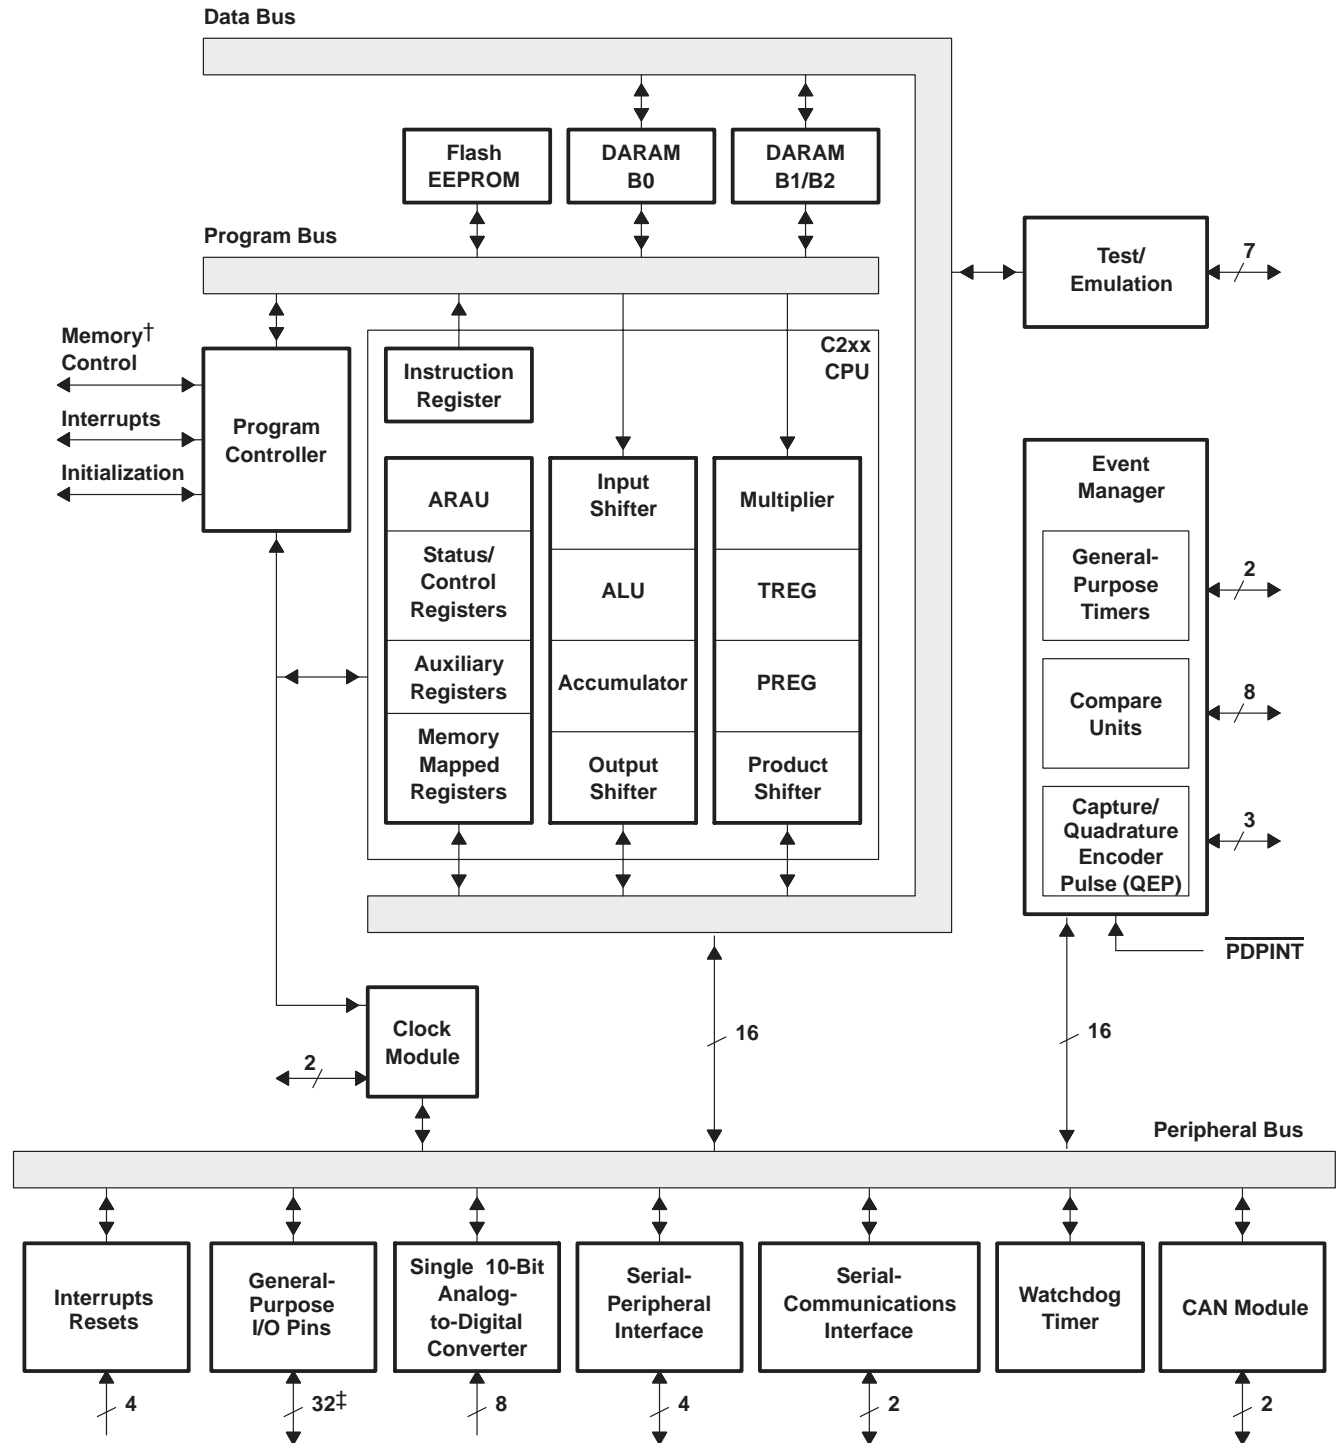 Data Bus
Flash
EEPROM
DARAM
B0
DARAM
B1/B2
Program Bus
Test/
Emulation
7
Memory†
Control
Interrupts
Initialization
Program
Controller
C2xx
CPU
Instruction
Register
ARAU
Status/
Control
Registers
Auxiliary
Registers
Memory
Mapped
Registers
Input
Shifter
ALU
Accumulator
Output
Shifter
Multiplier
TREG
PREG
Product
Shifter
Event
Manager
General-
Purpose
Timers
2
Compare
Units
8
Capture/
Quadrature
Encoder
Pulse (QEP)
3
PDPINT
Clock
Module
2
16
16
Peripheral Bus
Interrupts
Resets
4
General-
Purpose
I/O Pins
32‡
Single 10-Bit
Analog-
to-Digital
Converter
8
Serial-
Peripheral
Interface
4
Serial-
Communications
Interface
2
Watchdog
Timer
CAN Module
2